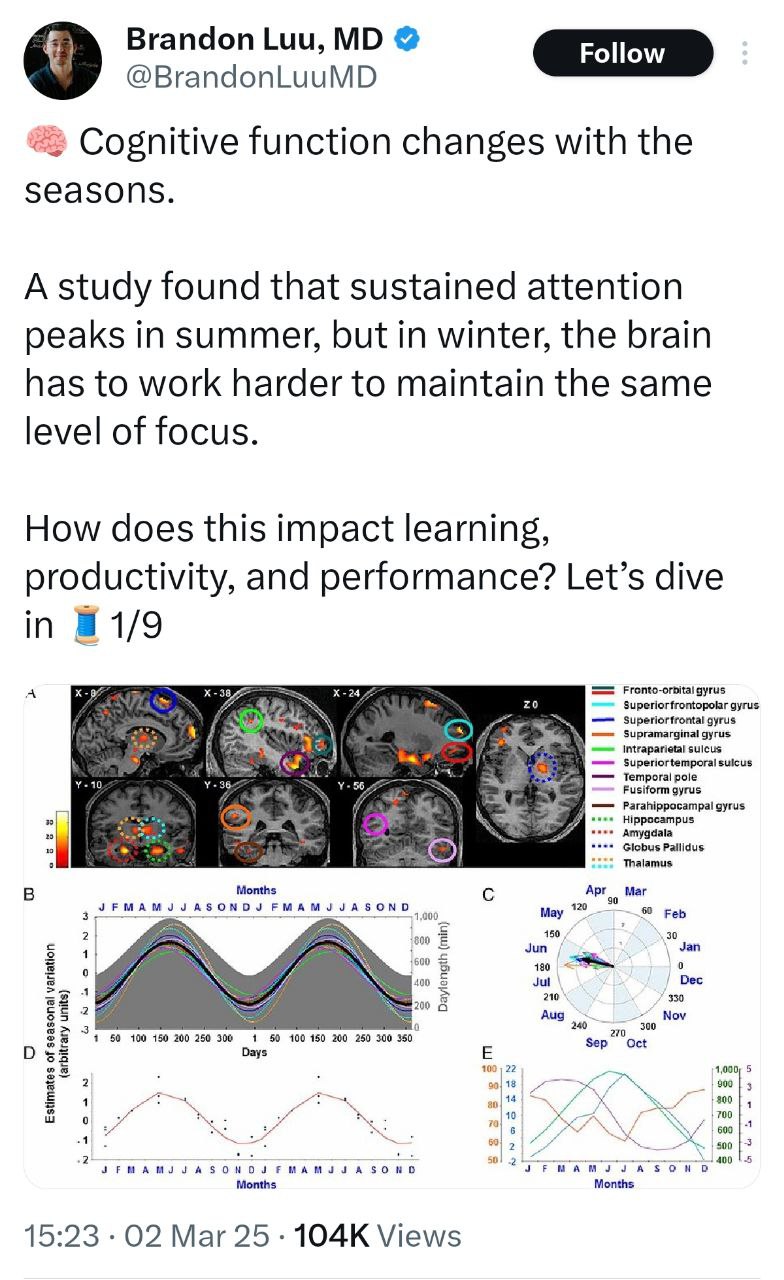 Brandon Luu, MD
Follow
@BrandonLuuMD
🧠 Cognitive function changes with the
seasons.
A study found that sustained attention
peaks in summer, but in winter, the brain
has to work harder to maintain the same
level of focus.
How does this impact learning,
productivity, and performance? Let’s dive
in 🧵 1/9
A
X - 8
X - 38
X - 24
Z 0
Y - 10
Y - 36
Y - 56
30
20
10
0
Fronto-orbital gyrus
Superior frontopolar gyrus
Superior frontal gyrus
Supramarginal gyrus
Intraparietal sulcus
Superior temporal sulcus
Temporal pole
Fusiform gyrus
Parahippocampal gyrus
Hippocampus
Amygdala
Globus Pallidus
Thalamus
B
Months
J F M A M J J A S O N D J F M A M J J A S O N D
3
2
1
0
-1
-2
-3
1,000
800
600
400
200
0
Daylength (min)
1 50 100 150 200 250 300 1 50 100 150 200 250 300 350
Days
Estimates of seasonal variation
(arbitrary units)
C
Apr Mar
May 120 90 60 Feb
150 30
Jun Jan
180 0
Jul Dec
210 330
Aug Nov
240 270 300
Sep Oct
D
2
1
0
- 1
- 2
J F M A M J J A S O N D J F M A M J J A S O N D
Months
E
100
90
80
70
60
50
22
18
14
10
6
2
-2
1,000
900
800
700
600
500
400
5
3
1
-1
-3
-5
J F M A M J J A S O N D
Months
15:23 · 02 Mar 25 · 104K Views